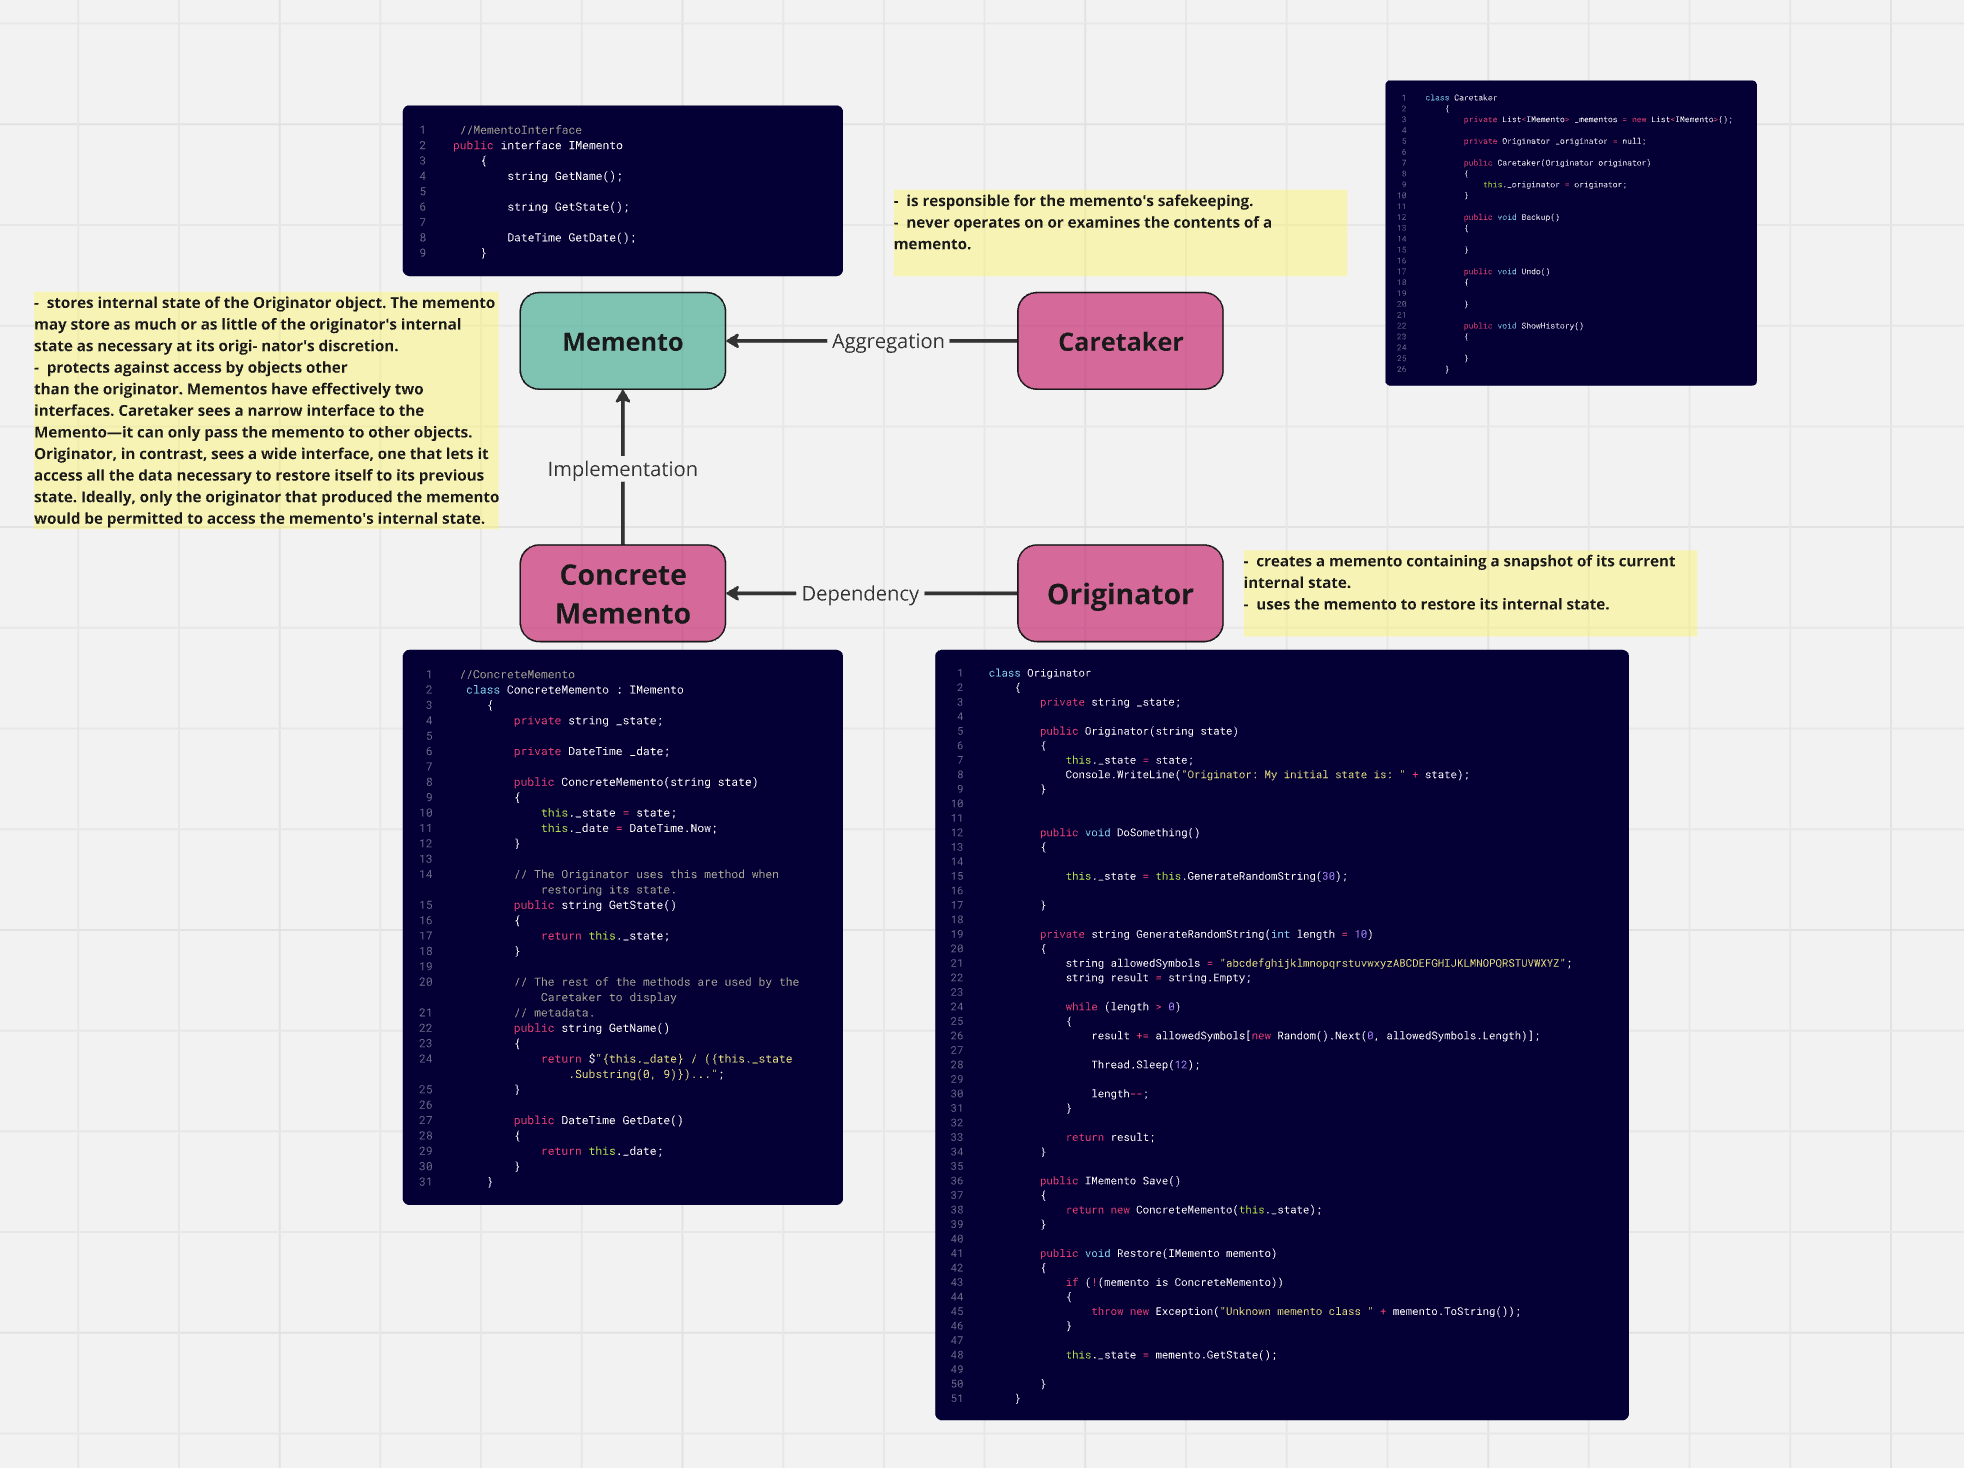 1 //MementoInterface
2 public interface IMemento
3 {
4 string GetName();
5
6 string GetState();
7
8 DateTime GetDate();
9 }
- is responsible for the memento's safekeeping.
- never operates on or examines the contents of a
memento.
1 class Caretaker
2 {
3 private List<IMemento> _mementos = new List<IMemento>();
4
5 private Originator _originator = null;
6
7 public Caretaker(Originator originator)
8 {
9 this._originator = originator;
10 }
11
12 public void Backup()
13 {
14
15 }
16
17 public void Undo()
18 {
19
20 }
21
22 public void ShowHistory()
23 {
24
25 }
26 }
- stores internal state of the Originator object. The memento
may store as much or as little of the originator's internal
state as necessary at its origi- nator's discretion.
- protects against access by objects other
than the originator. Mementos have effectively two
interfaces. Caretaker sees a narrow interface to the
Memento—it can only pass the memento to other objects.
Originator, in contrast, sees a wide interface, one that lets it
access all the data necessary to restore itself to its previous
state. Ideally, only the originator that produced the memento
would be permitted to access the memento's internal state.
Memento
Aggregation
Caretaker
Implementation
Concrete
Memento
Dependency
Originator
- creates a memento containing a snapshot of its current
internal state.
- uses the memento to restore its internal state.
1 //ConcreteMemento
2 class ConcreteMemento : IMemento
3 {
4 private string _state;
5
6 private DateTime _date;
7
8 public ConcreteMemento(string state)
9 {
10 this._state = state;
11 this._date = DateTime.Now;
12 }
13
14 // The Originator uses this method when
restoring its state.
15 public string GetState()
16 {
17 return this._state;
18 }
19
20 // The rest of the methods are used by the
Caretaker to display
21 // metadata.
22 public string GetName()
23 {
24 return $"{this._date} / ({this._state
.Substring(0, 9)})...";
25 }
26
27 public DateTime GetDate()
28 {
29 return this._date;
30 }
31 }
1 class Originator
2 {
3 private string _state;
4
5 public Originator(string state)
6 {
7 this._state = state;
8 Console.WriteLine("Originator: My initial state is: " + state);
9 }
10
11
12 public void DoSomething()
13 {
14
15 this._state = this.GenerateRandomString(30);
16
17 }
18
19 private string GenerateRandomString(int length = 10)
20 {
21 string allowedSymbols = "abcdefghijklmnopqrstuvwxyzABCDEFGHIJKLMNOPQRSTUVWXYZ";
22 string result = string.Empty;
23
24 while (length > 0)
25 {
26 result += allowedSymbols[new Random().Next(0, allowedSymbols.Length)];
27
28 Thread.Sleep(12);
29
30 length--;
31 }
32
33 return result;
34 }
35
36 public IMemento Save()
37 {
38 return new ConcreteMemento(this._state);
39 }
40
41 public void Restore(IMemento memento)
42 {
43 if (!(memento is ConcreteMemento))
44 {
45 throw new Exception("Unknown memento class " + memento.ToString());
46 }
47
48 this._state = memento.GetState();
49
50 }
51 }